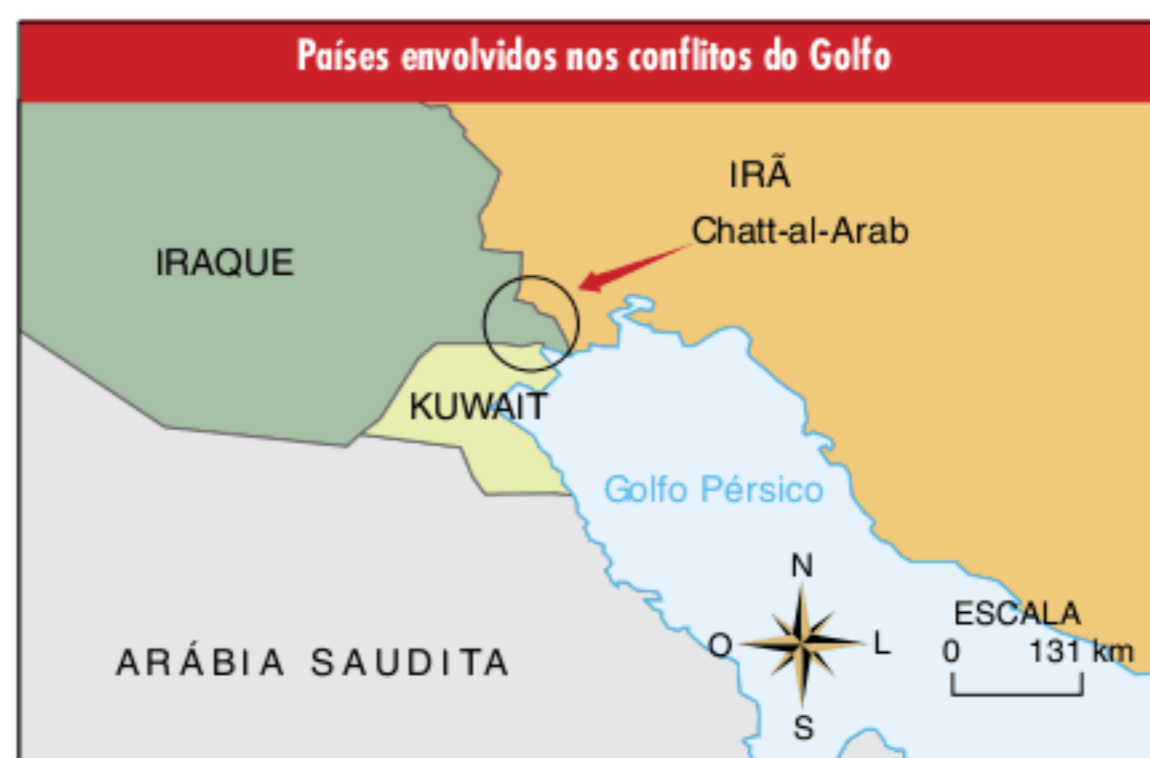 Países envolvidos nos conflitos do Golfo
IRÃ
Chatt-al-Arab
IRAQUE
KUWAIT
Golfo Pérsico
N
ESCALA
O
L
0 131 km
ARÁBIA SAUDITA
S